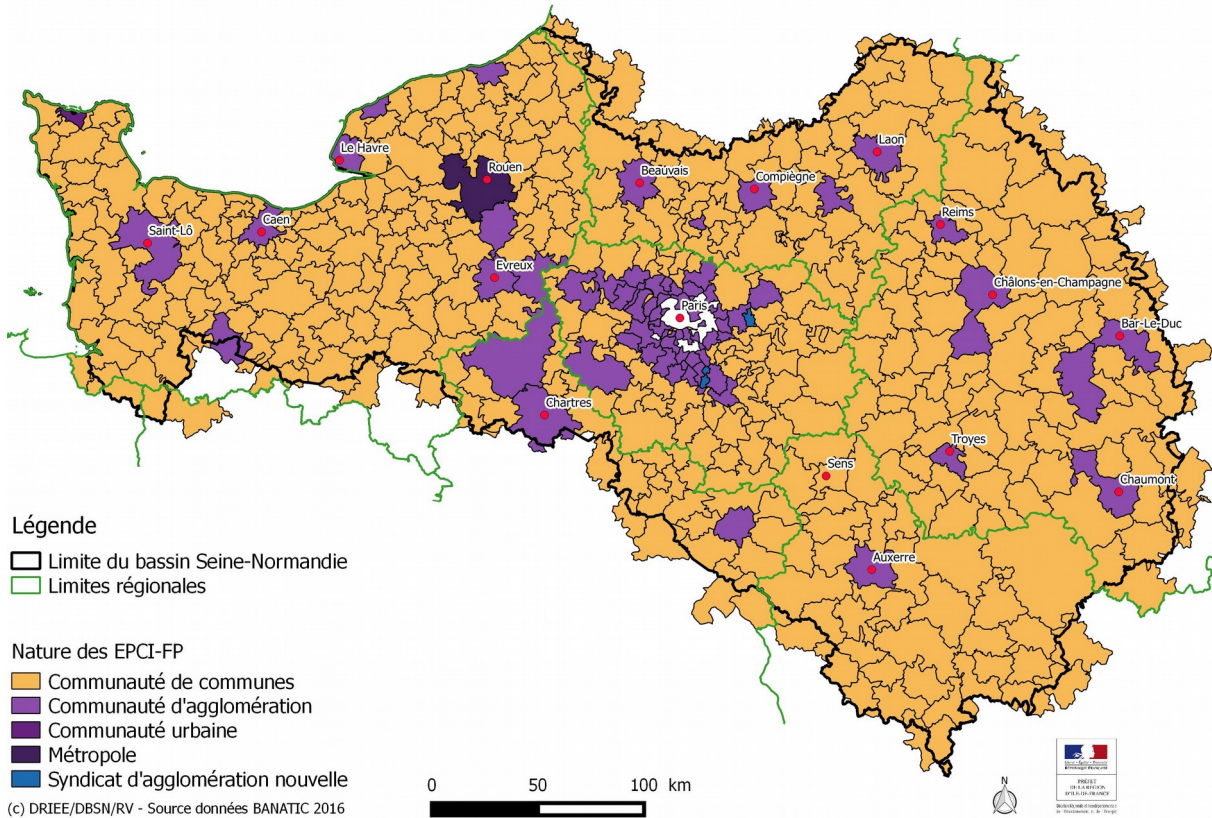 Le Havre
Rouen
Beauvais
Compiègne
Laon
Reims
Saint-Lô
Caen
Evreux
Paris
Châlons-en-Champagne
Bar-Le-Duc
Chartres
Troyes
Sens
Chaumont
Auxerre
Légende
Limite du bassin Seine-Normandie
Limites régionales
Nature des EPCI-FP
Communauté de communes
Communauté d'agglomération
Communauté urbaine
Métropole
Syndicat d'agglomération nouvelle
(c) DRIEE/DBSN/RV - Source données BANATIC 2016
0 50 100 km
N
PRÉFET
DE LA RÉGION
D'ILE-DE-FRANCE